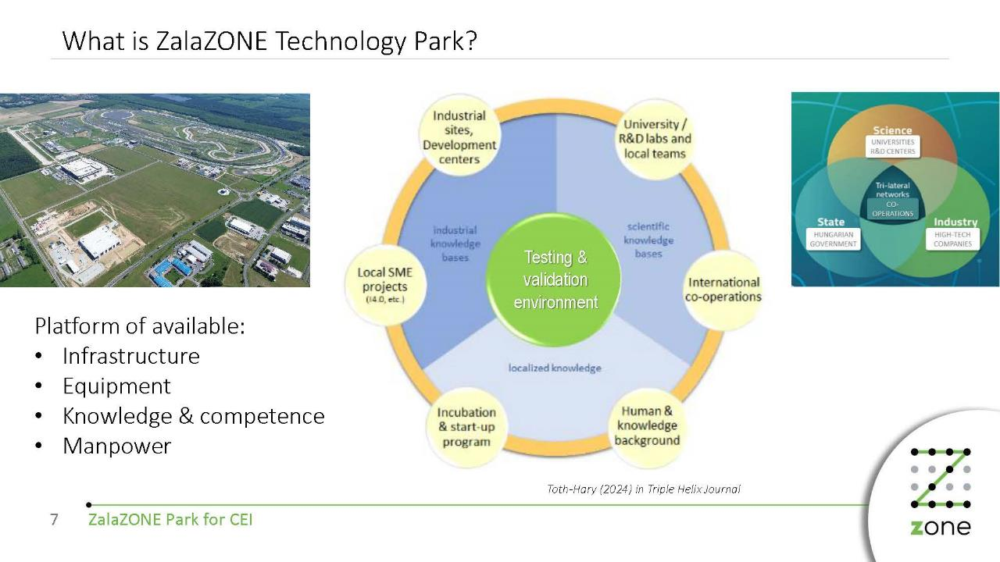 What is ZalaZONE Technology Park?
Industrial
sites,
Development
centers
University /
R&D labs and
local teams
industrial
knowledge
bases
scientific
knowledge
bases
Testing &
validation
environment
Local SME
projects
(I4.0, etc.)
International
co-operations
localized knowledge
Incubation
& start-up
program
Human &
knowledge
background
Science
UNIVERSITIES
R&D CENTERS
Tri-lateral
networks
CO-
OPERATIONS
State
HUNGARIAN
GOVERNMENT
Industry
HIGH-TECH
COMPANIES
Platform of available:
• Infrastructure
• Equipment
• Knowledge & competence
• Manpower
Toth-Hary (2024) in Triple Helix Journal
7 ZalaZONE Park for CEI
zone